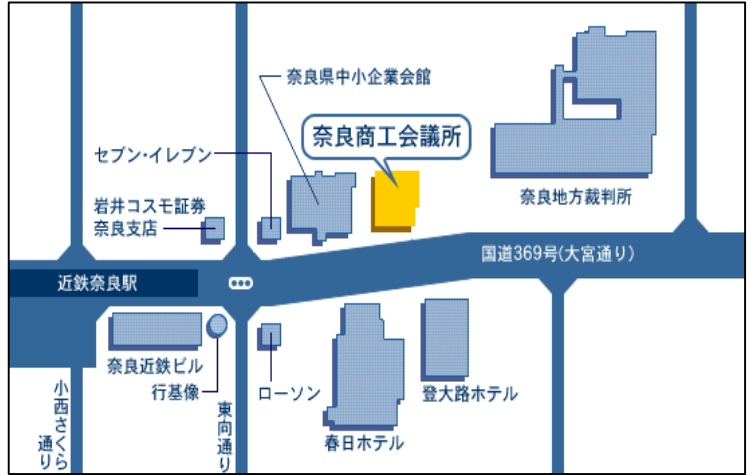 奈良県中小企業会館
奈良商工会議所
セブン・イレブン
岩井コスモ証券
奈良支店
奈良地方裁判所
国道369号(大宮通り)
近鉄奈良駅
奈良近鉄ビル
行基像
ローソン
登大路ホテル
春日ホテル
小西さくら
通り
東向通り